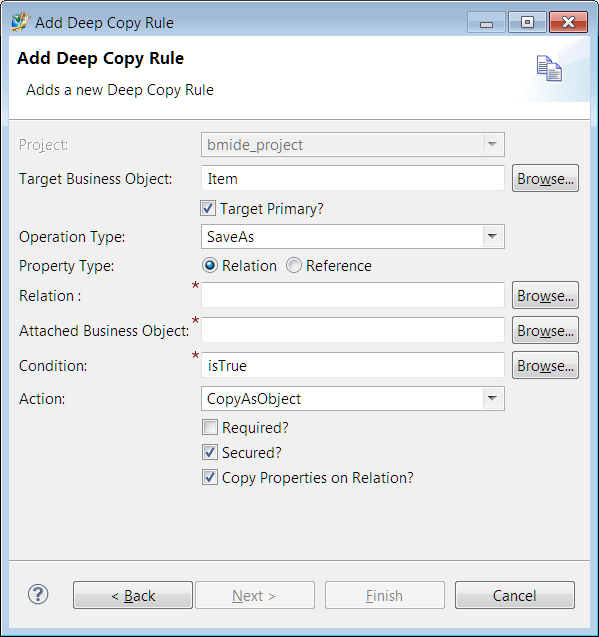 Add Deep Copy Rule
Add Deep Copy Rule
Adds a new Deep Copy Rule
Project: bmide_project
Target Business Object: Item Browse...
Target Primary?
Operation Type: SaveAs
Property Type: Relation Reference
Relation : * Browse...
Attached Business Object: * Browse...
Condition: * isTrue Browse...
Action: CopyAsObject
Required?
Secured?
Copy Properties on Relation?
? < Back Next > Finish Cancel